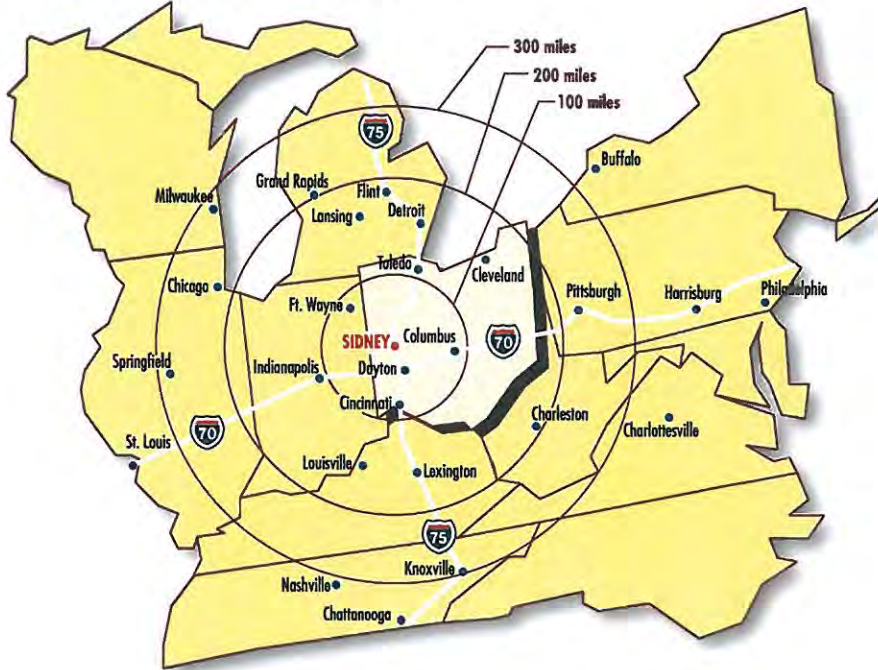 300 miles
200 miles
100 miles
75
Buffalo
Grand Rapids
Flint
Milwaukee
Lansing
Detroit
Toledo
Cleveland
Chicago
Ft. Wayne
Pittsburgh
Harrisburg
Philadelphia
SIDNEY
Columbus
70
Springfield
Indianapolis
Dayton
Cincinnati
Charleston
Charlottesville
70
St. Louis
Louisville
Lexington
75
Knoxville
Nashville
Chattanooga